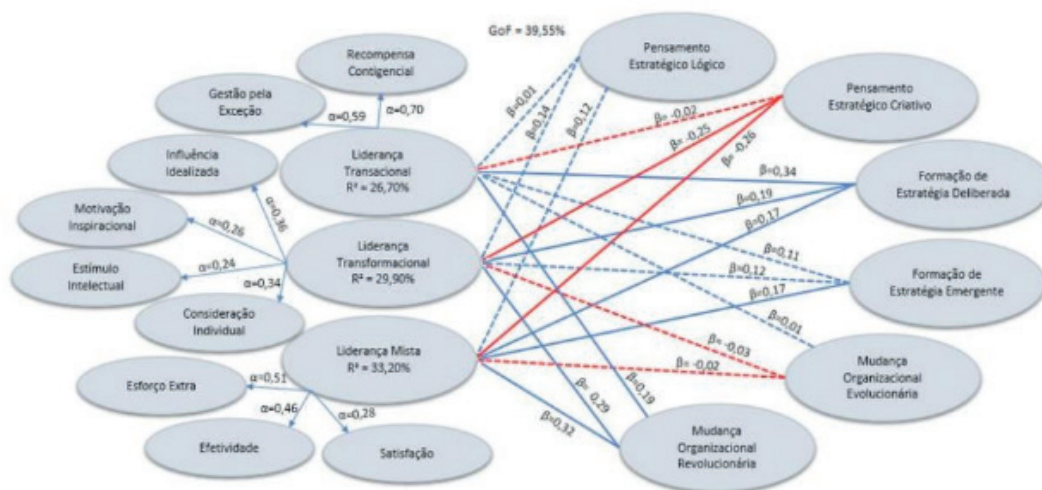 GoF = 39,55%
Recompensa
Contigencial
Gestão pela
Exceção
α=0,59
α=0,70
Influência
Idealizada
Motivação
Inspiracional
Estímulo
Intelectual
Consideração
Individual
α=0,36
α=0,26
α=0,24
α=0,34
Liderança
Transacional
R² = 26,70%
Liderança
Transformacional
R² = 29,90%
Liderança Mista
R² = 33,20%
Esforço Extra
Efetividade
Satisfação
α=0,51
α=0,46
α=0,28
Pensamento
Estratégico Lógico
Pensamento
Estratégico Criativo
Formação de
Estratégia Deliberada
Formação de
Estratégia Emergente
Mudança
Organizacional
Evolucionária
Mudança
Organizacional
Revolucionária
β=0,01
β=0,14
β=0,12
β= -0,02
β= -0,25
β= -0,26
β=0,34
β=0,19
β=0,17
β=0,11
β=0,12
β=0,17
β=0,01
β= -0,03
β= -0,02
β=0,19
β= 0,29
β=0,32